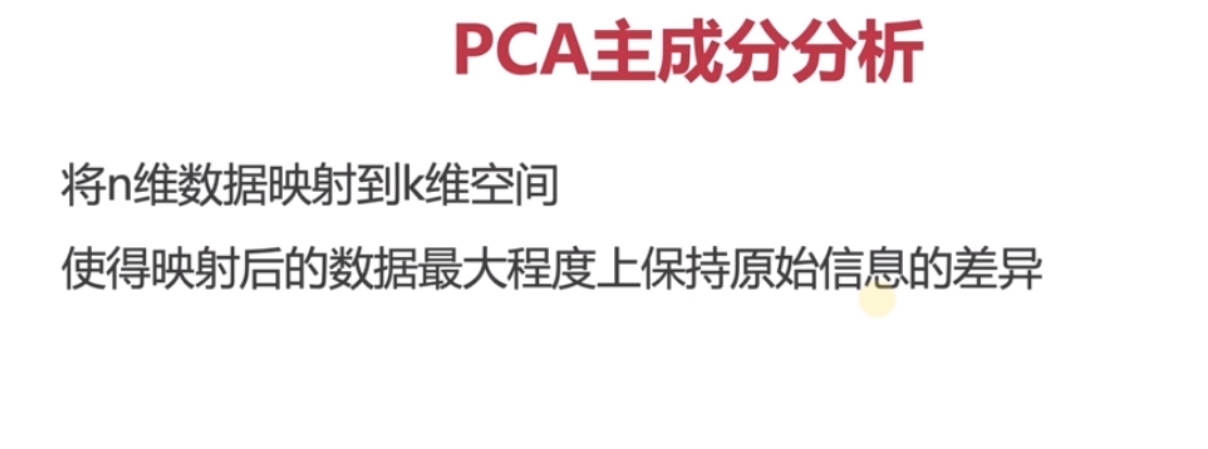 PCA主成分分析
将n维数据映射到k维空间
使得映射后的数据最大程度上保持原始信息的差异